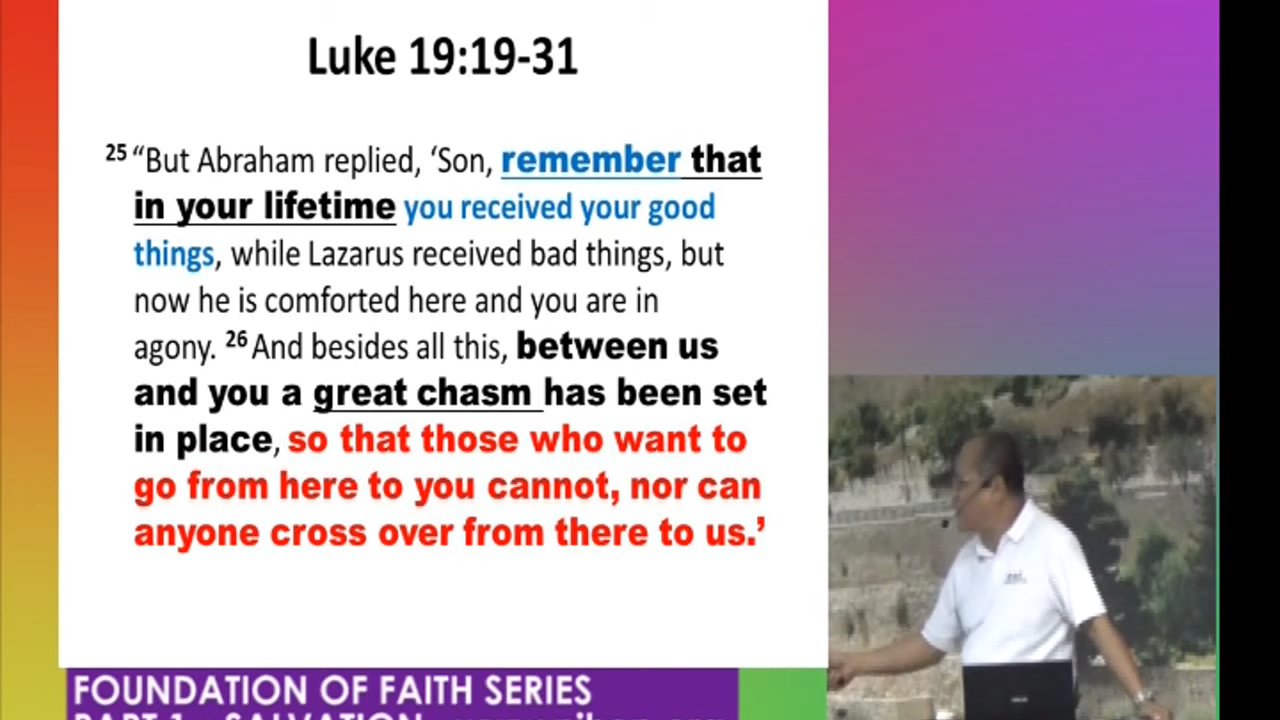 Luke 19:19-31
25 “But Abraham replied, ‘Son, remember that
in your lifetime you received your good
things, while Lazarus received bad things, but
now he is comforted here and you are in
agony. 26 And besides all this, between us
and you a great chasm has been set
in place, so that those who want to
go from here to you cannot, nor can
anyone cross over from there to us.’
FOUNDATION OF FAITH SERIES
PART 1 - SALVATION